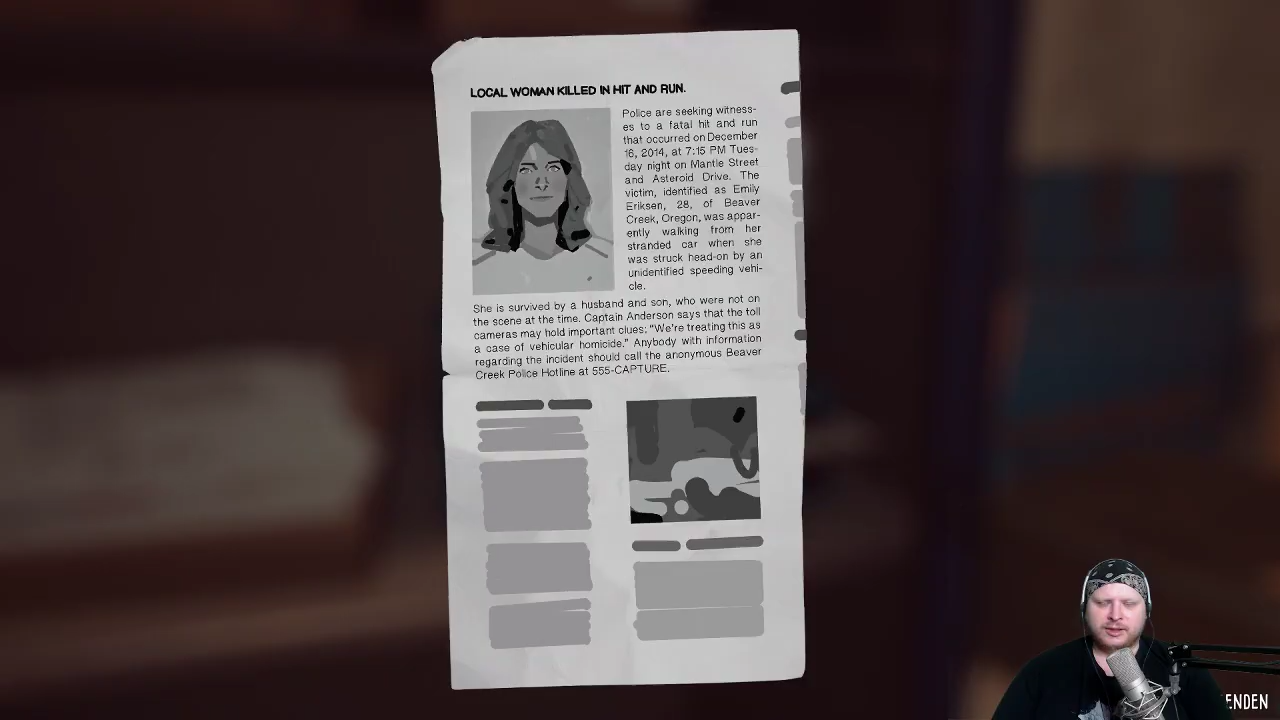 LOCAL WOMAN KILLED IN HIT AND RUN.
Police are seeking witness-
es to a fatal hit and run
that occurred on December
16, 2014, at 7:15 PM Tues-
day night on Mantle Street
and Asteroid Drive. The
victim, identified as Emily
Eriksen, 28, of Beaver
Creek, Oregon, was appar-
ently walking from her
stranded car when she
was struck head-on by an
unidentified speeding vehi-
cle.
She is survived by a husband and son, who were not on
the scene at the time. Captain Anderson says that the toll
cameras may hold important clues: "We're treating this as
a case of vehicular homicide." Anybody with information
regarding the incident should call the anonymous Beaver
Creek Police Hotline at 555-CAPTURE.